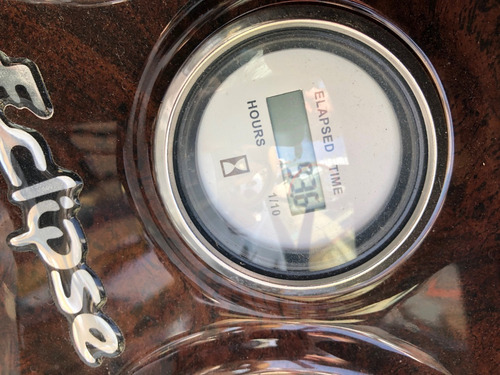 ELAPSED TIME
HOURS
1/10
Eclipse